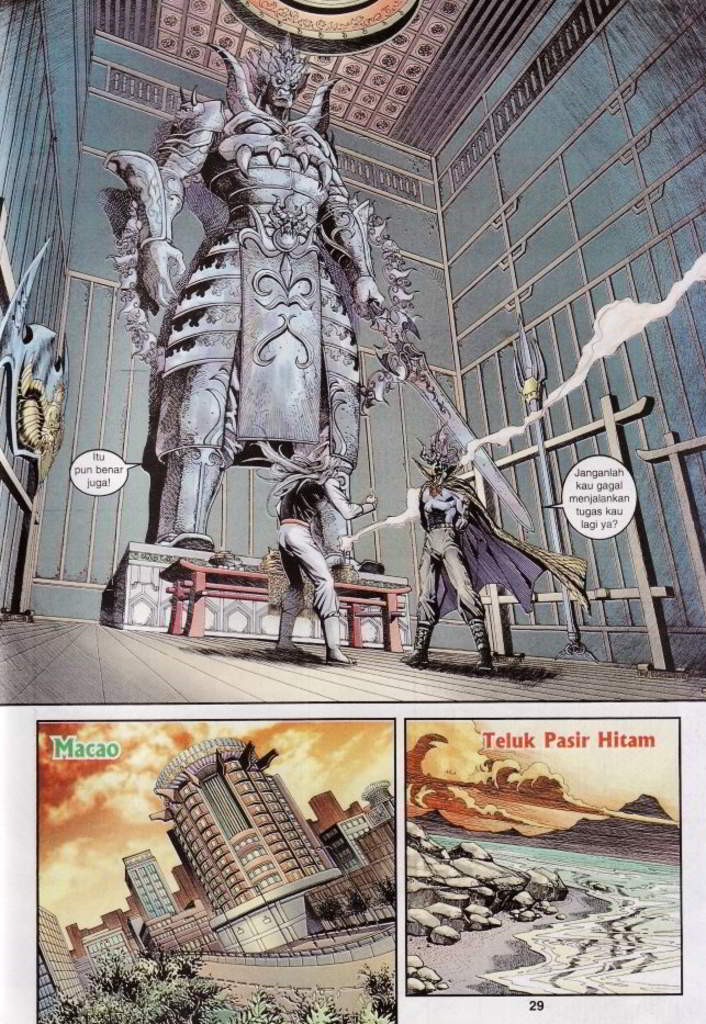 Itu
pun benar
juga!
Janganlah
kau gagal
menjalankan
tugas kau
lagi ya?
Macao
Teluk Pasir Hitam
29